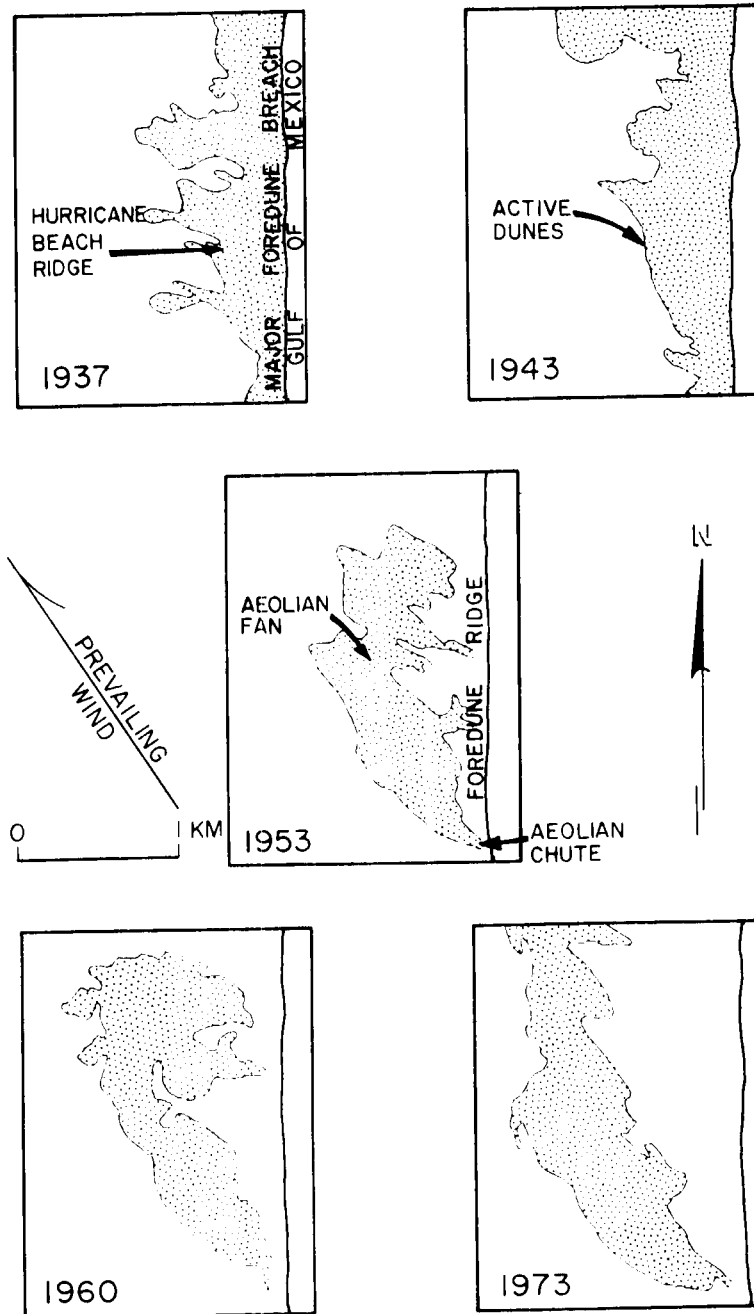 HURRICANE
BEACH
RIDGE
MAJOR FOREDUNE BREACH
GULF OF MEXICO
1937
ACTIVE
DUNES
1943
PREVAILING
WIND
0 1 KM
AEOLIAN
FAN
FOREDUNE RIDGE
1953
AEOLIAN
CHUTE
N
1960
1973